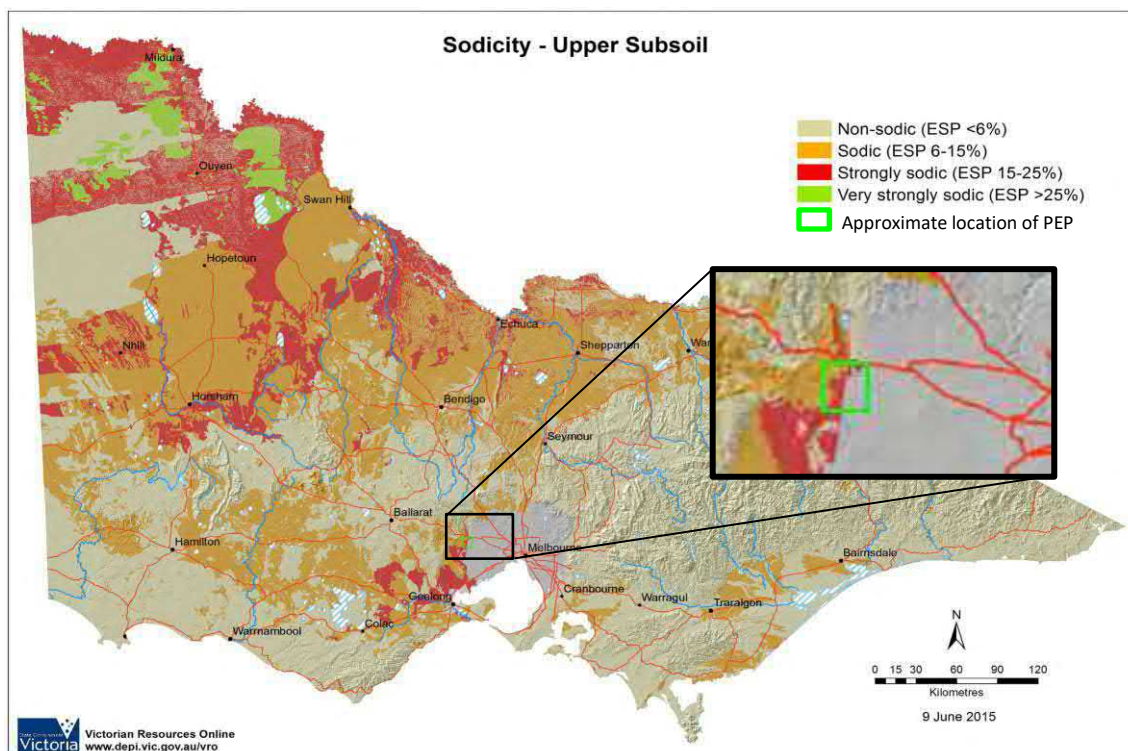 Sodicity - Upper Subsoil
Non-sodic (ESP <6%)
Sodic (ESP 6-15%)
Strongly sodic (ESP 15-25%)
Very strongly sodic (ESP >25%)
Approximate location of PEP
Mildura
Ouyen
Swan Hill
Hopetoun
Echuca
Nhill
Shepparton
Wan
Horsham
Bendigo
Seymour
Ballarat
Hamilton
Melbourne
Bairnsdale
Geelong
Cranbourne
Warragul
Traralgon
Colac
Warrnambool
N
0 15 30 60 90 120
Kilometres
9 June 2015
State Government
Victoria
Victorian Resources Online
www.depi.vic.gov.au/vro